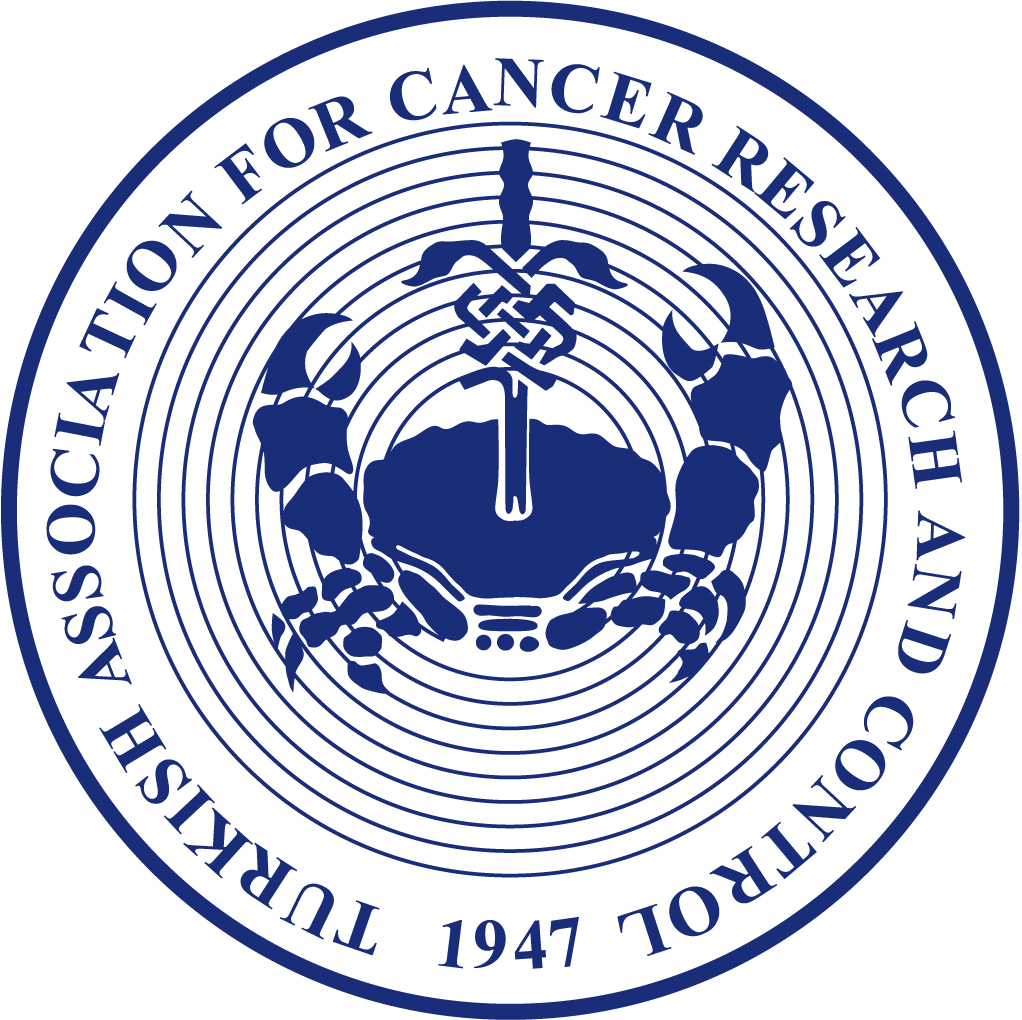 TURKISH ASSOCIATION FOR CANCER RESEARCH AND CONTROL
1947